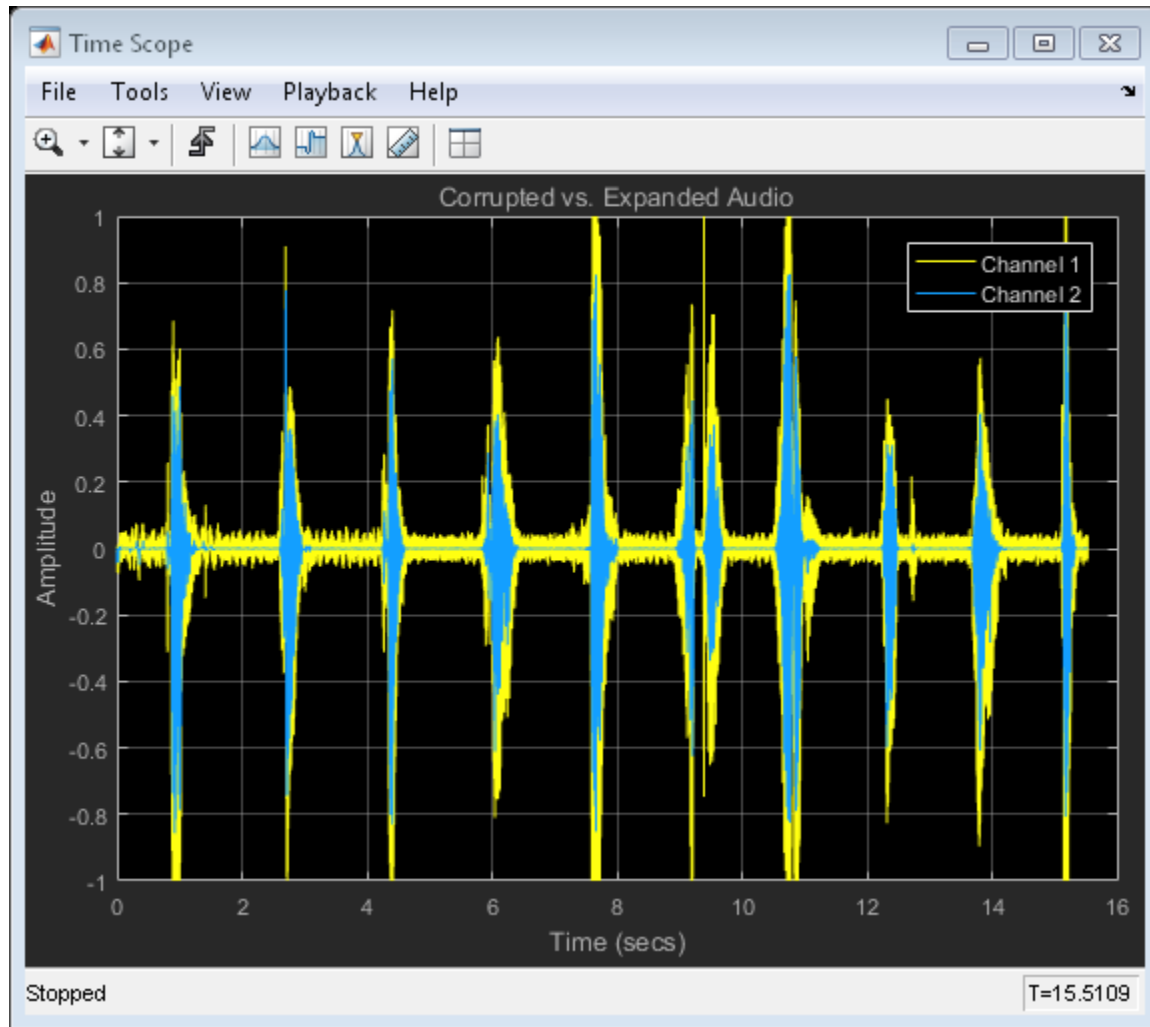 Time Scope
File Tools View Playback Help
Corrupted vs. Expanded Audio
Channel 1
Channel 2
1
0.8
0.6
0.4
0.2
0
-0.2
-0.4
-0.6
-0.8
-1
Amplitude
0 2 4 6 8 10 12 14 16
Time (secs)
Stopped T=15.5109